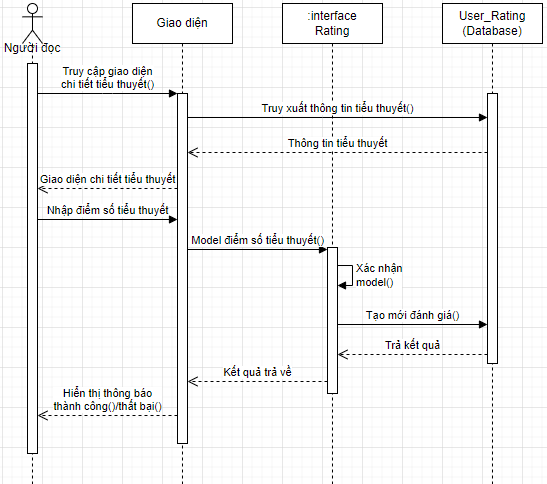 Người đọc
Giao diện
:interface
Rating
User_Rating
(Database)
Truy cập giao diện
chi tiết tiểu thuyết()
Truy xuất thông tin tiểu thuyết()
Thông tin tiểu thuyết
Giao diện chi tiết tiểu thuyết
Nhập điểm số tiểu thuyết
Model điểm số tiểu thuyết()
Xác nhận
model()
Tạo mới đánh giá()
Trả kết quả
Kết quả trả về
Hiển thị thông báo
thành công()/thất bại()